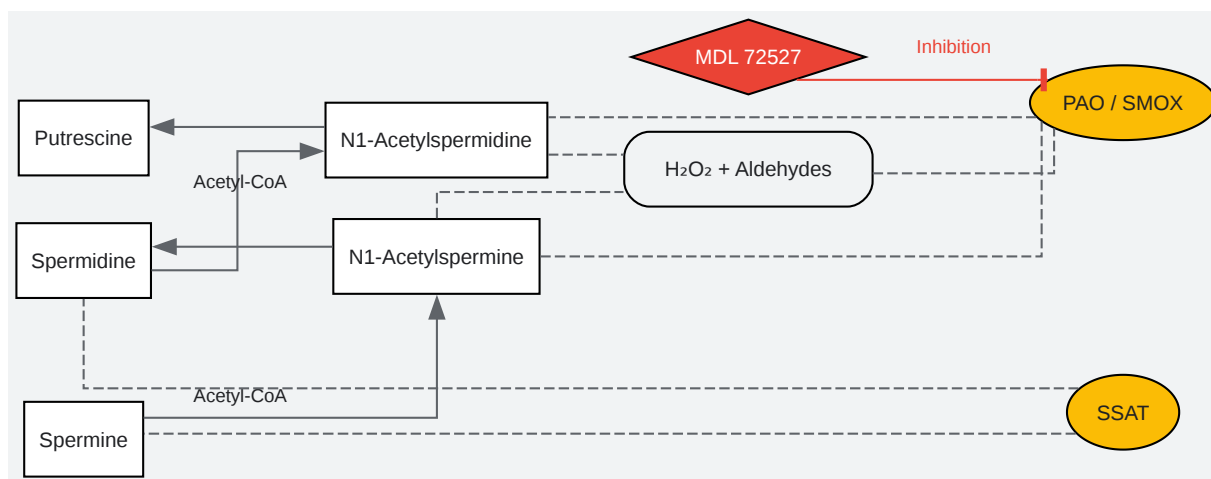 Inhibition
MDL 72527
PAO / SMOX
Putrescine
N1-Acetylspermidine
H₂O₂ + Aldehydes
Acetyl-CoA
Spermidine
N1-Acetylspermine
Acetyl-CoA
SSAT
Spermine